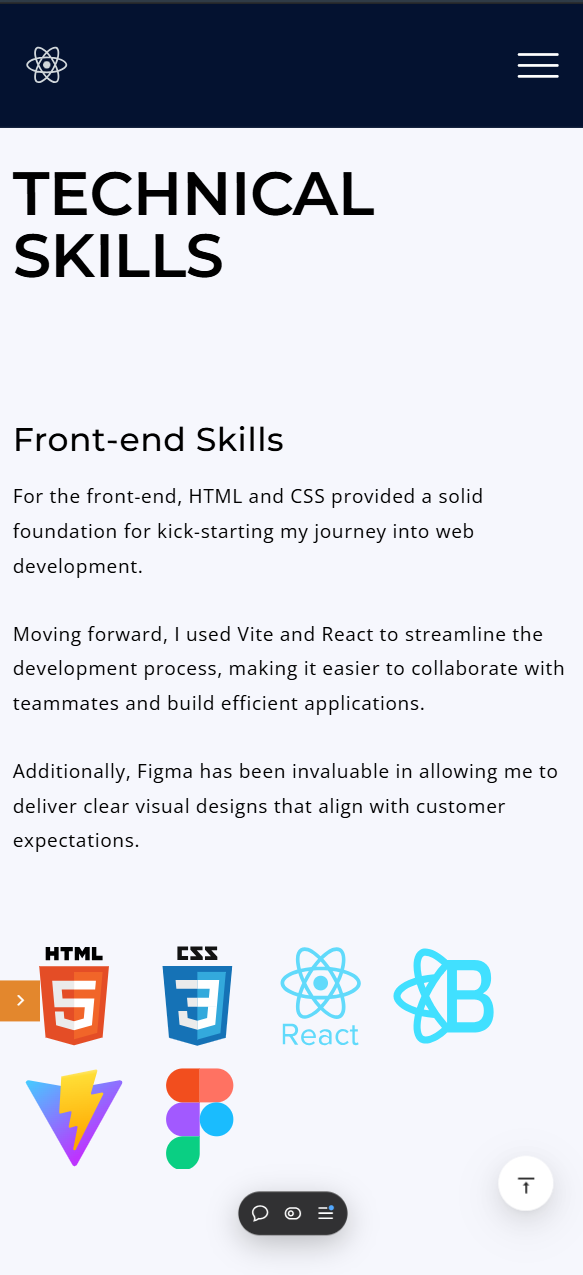 TECHNICAL
SKILLS
Front-end Skills
For the front-end, HTML and CSS provided a solid
foundation for kick-starting my journey into web
development.
Moving forward, I used Vite and React to streamline the
development process, making it easier to collaborate with
teammates and build efficient applications.
Additionally, Figma has been invaluable in allowing me to
deliver clear visual designs that align with customer
expectations.
HTML
CSS
5
3
React
B